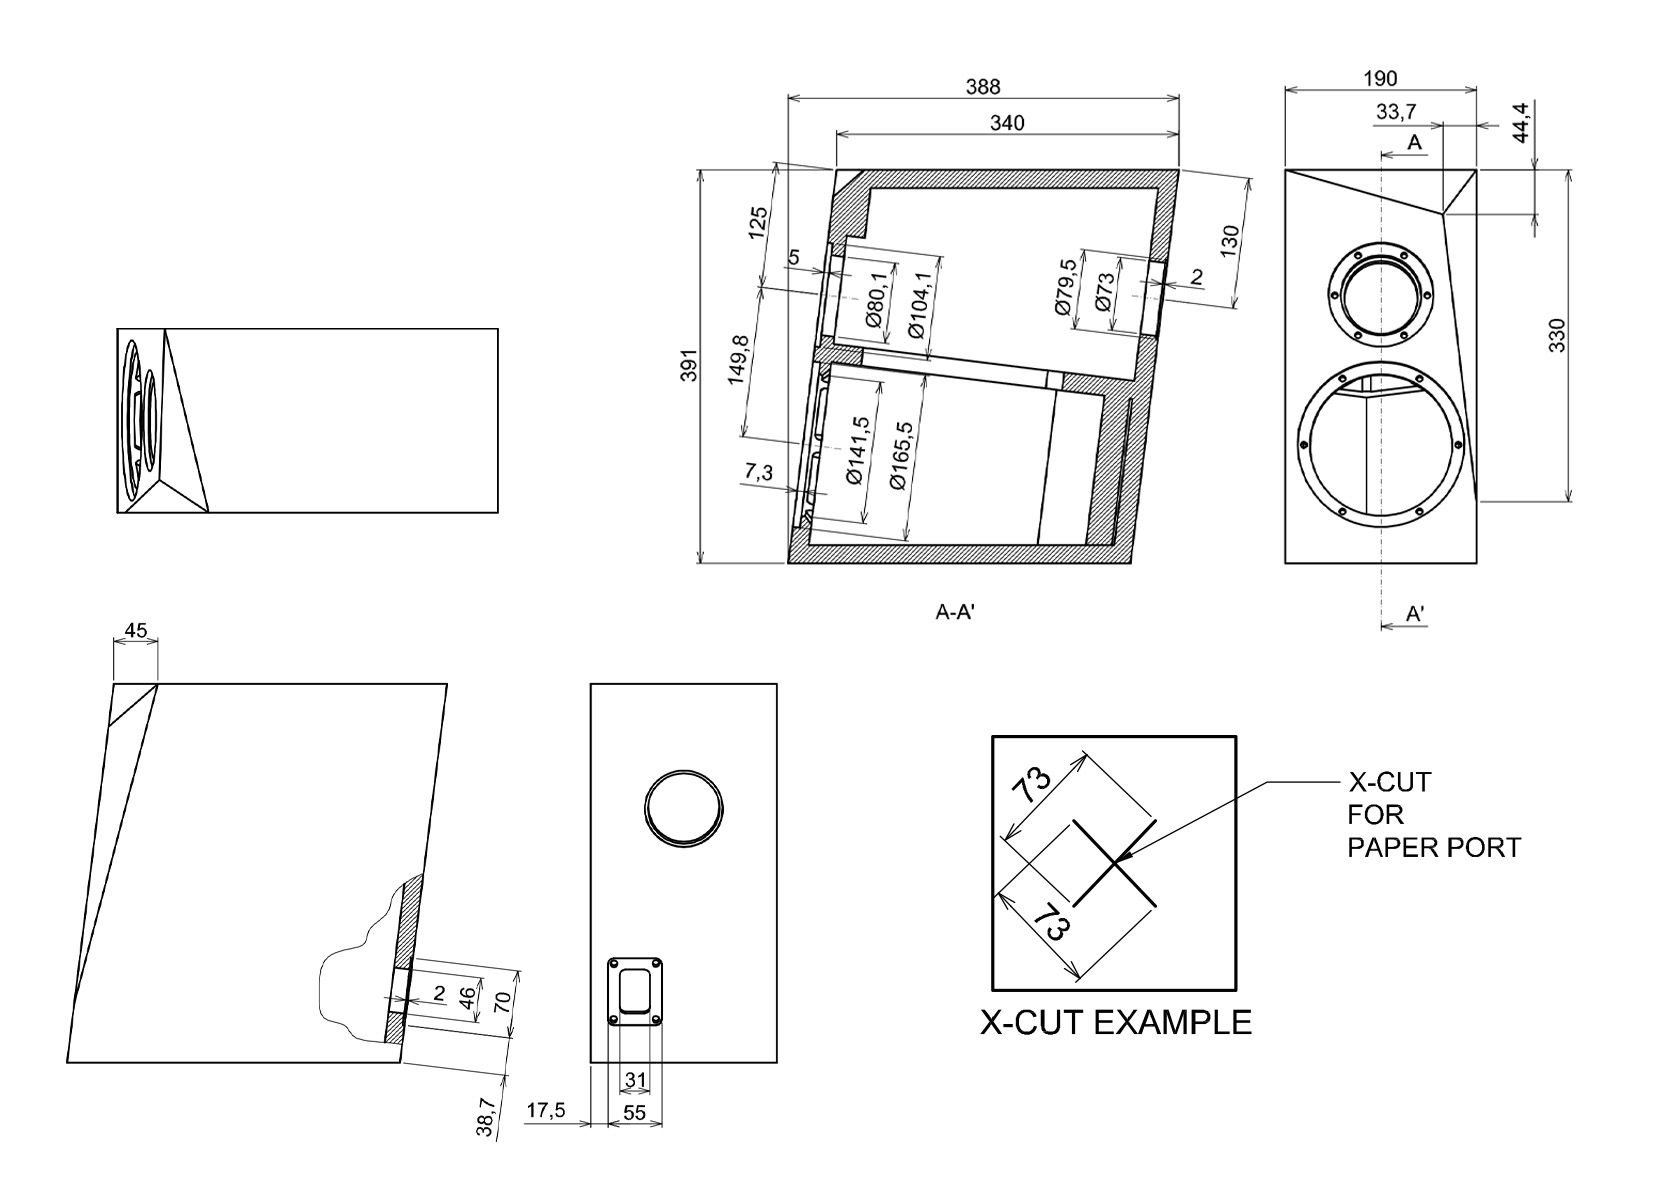 388
340
190
33,7
44,4
A
125
5
Ø80,1
Ø104,1
Ø79,5
Ø73
2
130
149,8
391
330
Ø141,5
Ø165,5
7,3
A-A'
A'
45
2
46
70
38,7
31
17,5
55
73
73
X-CUT
FOR
PAPER PORT
X-CUT EXAMPLE